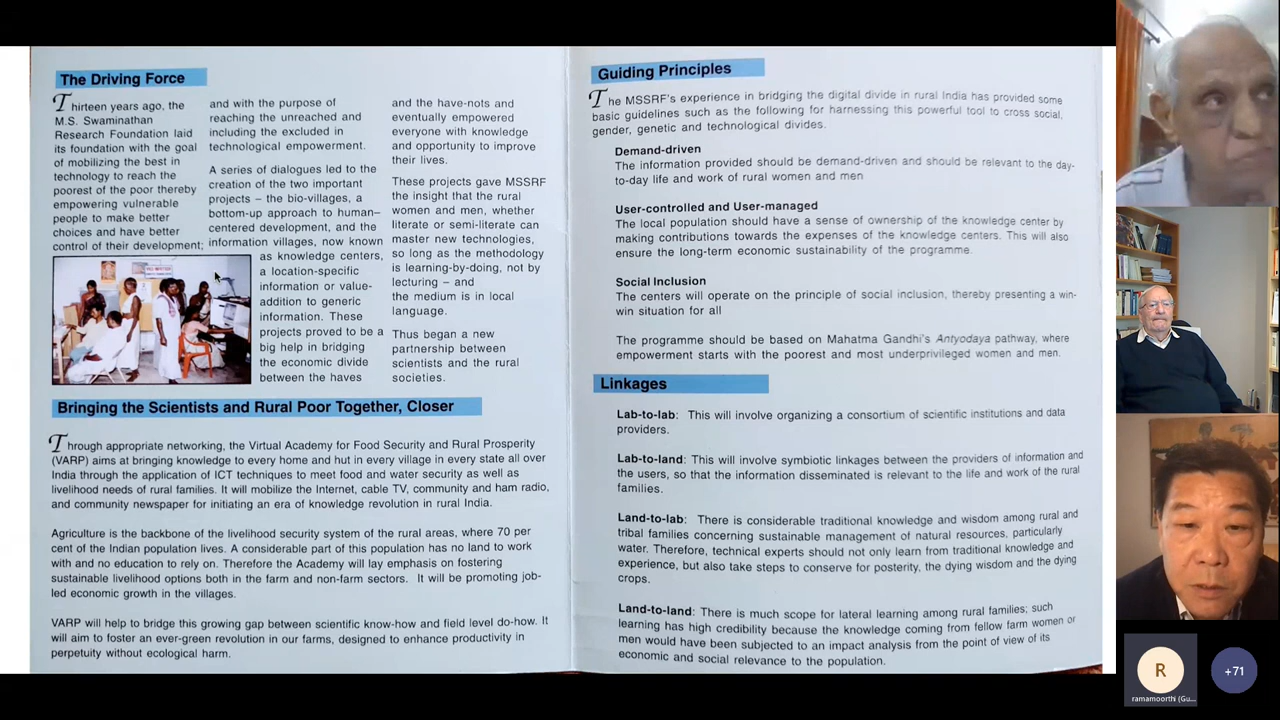 The Driving Force
Thirteen years ago, the
M.S. Swaminathan
Research Foundation laid
its foundation with the goal
of mobilizing the best in
technology to reach the
poorest of the poor thereby
empowering vulnerable
people to make better
choices and have better
control of their development;
and with the purpose of
reaching the unreached and
including the excluded in
technological empowerment.
A series of dialogues led to the
creation of the two important
projects – the bio-villages, a
bottom-up approach to human–
centered development, and the
information villages, now known
as knowledge centers,
a location-specific
information or value-
addition to generic
information. These
projects proved to be a
big help in bridging
the economic divide
between the haves
and the have-nots and
eventually empowered
everyone with knowledge
and opportunity to improve
their lives.
These projects gave MSSRF
the insight that the rural
women and men, whether
literate or semi-literate can
master new technologies,
so long as the methodology
is learning-by-doing, not by
lecturing – and
the medium is in local
language.
Thus began a new
partnership between
scientists and the rural
societies.
Bringing the Scientists and Rural Poor Together, Closer
Through appropriate networking, the Virtual Academy for Food Security and Rural Prosperity
(VARP) aims at bringing knowledge to every home and hut in every village in every state all over
India through the application of ICT techniques to meet food and water security as well as
livelihood needs of rural families. It will mobilize the Internet, cable TV, community and ham radio,
and community newspaper for initiating an era of knowledge revolution in rural India.
Agriculture is the backbone of the livelihood security system of the rural areas, where 70 per
cent of the Indian population lives. A considerable part of this population has no land to work
with and no education to rely on. Therefore the Academy will lay emphasis on fostering
sustainable livelihood options both in the farm and non-farm sectors. It will be promoting job-
led economic growth in the villages.
VARP will help to bridge this growing gap between scientific know-how and field level do-how. It
will aim to foster an ever-green revolution in our farms, designed to enhance productivity in
perpetuity without ecological harm.
Guiding Principles
The MSSRF's experience in bridging the digital divide in rural India has provided some
basic guidelines such as the following for harnessing this powerful tool to cross social,
gender, genetic and technological divides.
Demand-driven
The information provided should be demand-driven and should be relevant to the day-
to-day life and work of rural women and men
User-controlled and User-managed
The local population should have a sense of ownership of the knowledge center by
making contributions towards the expenses of the knowledge centers. This will also
ensure the long-term economic sustainability of the programme.
Social Inclusion
The centers will operate on the principle of social inclusion, thereby presenting a win-
win situation for all
The programme should be based on Mahatma Gandhi's Antyodaya pathway, where
empowerment starts with the poorest and most underprivileged women and men.
Linkages
Lab-to-lab: This will involve organizing a consortium of scientific institutions and data
providers.
Lab-to-land: This will involve symbiotic linkages between the providers of information and
the users, so that the information disseminated is relevant to the life and work of the rural
families.
Land-to-lab: There is considerable traditional knowledge and wisdom among rural and
tribal families concerning sustainable management of natural resources, particularly
water. Therefore, technical experts should not only learn from traditional knowledge and
experience, but also take steps to conserve for posterity, the dying wisdom and the dying
crops.
Land-to-land: There is much scope for lateral learning among rural families; such
learning has high credibility because the knowledge coming from fellow farm women or
men would have been subjected to an impact analysis from the point of view of its
economic and social relevance to the population.
R
ramamoorthi (Gu...
+71